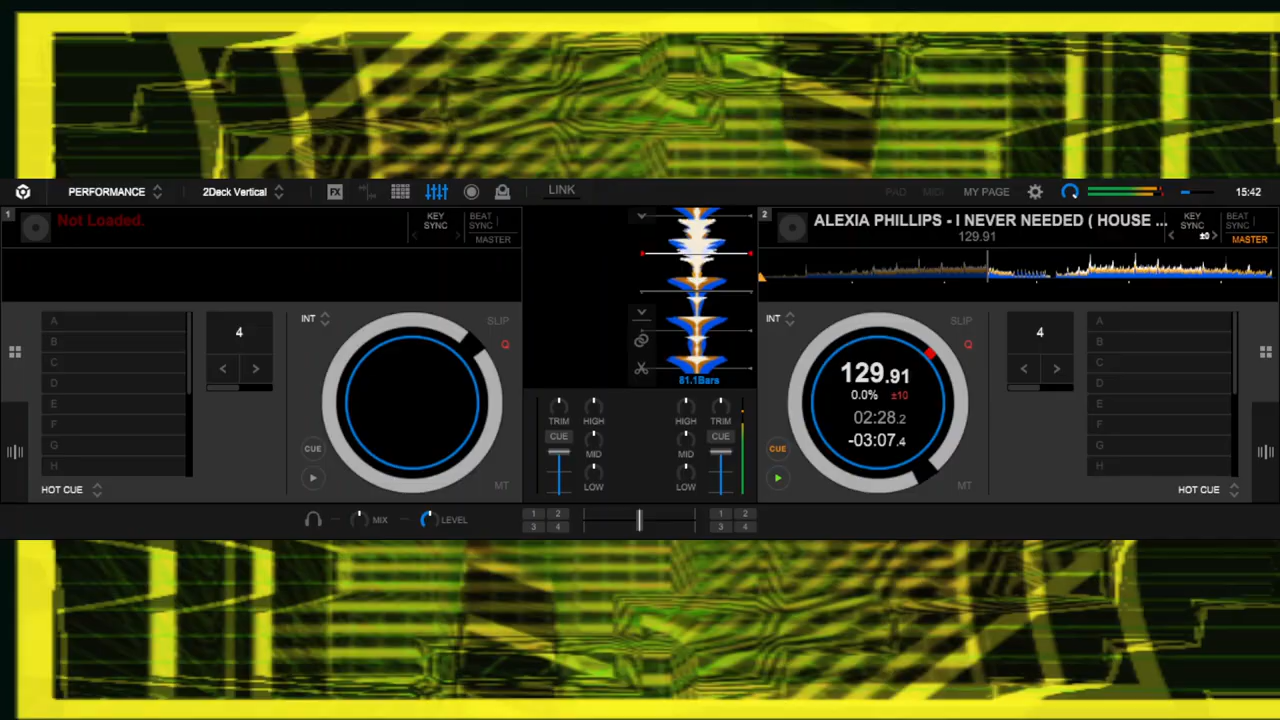 PERFORMANCE
2Deck Vertical
FX
LINK
PAD
MIDI
MY PAGE
15:42
1
Not Loaded.
KEY SYNC
BEAT SYNC
MASTER
2
ALEXIA PHILLIPS - I NEVER NEEDED ( HOUSE ...
129.91
KEY SYNC
±0
BEAT SYNC
MASTER
A
B
C
D
E
F
G
H
HOT CUE
4
INT
SLIP
Q
CUE
MT
81.1Bars
TRIM
HIGH
CUE
MID
LOW
HIGH
TRIM
MID
CUE
LOW
INT
SLIP
Q
129.91
0.0%
±10
02:28.2
-03:07.4
CUE
MT
4
A
B
C
D
E
F
G
H
HOT CUE
MIX
LEVEL
1 2
3 4
1 2
3 4